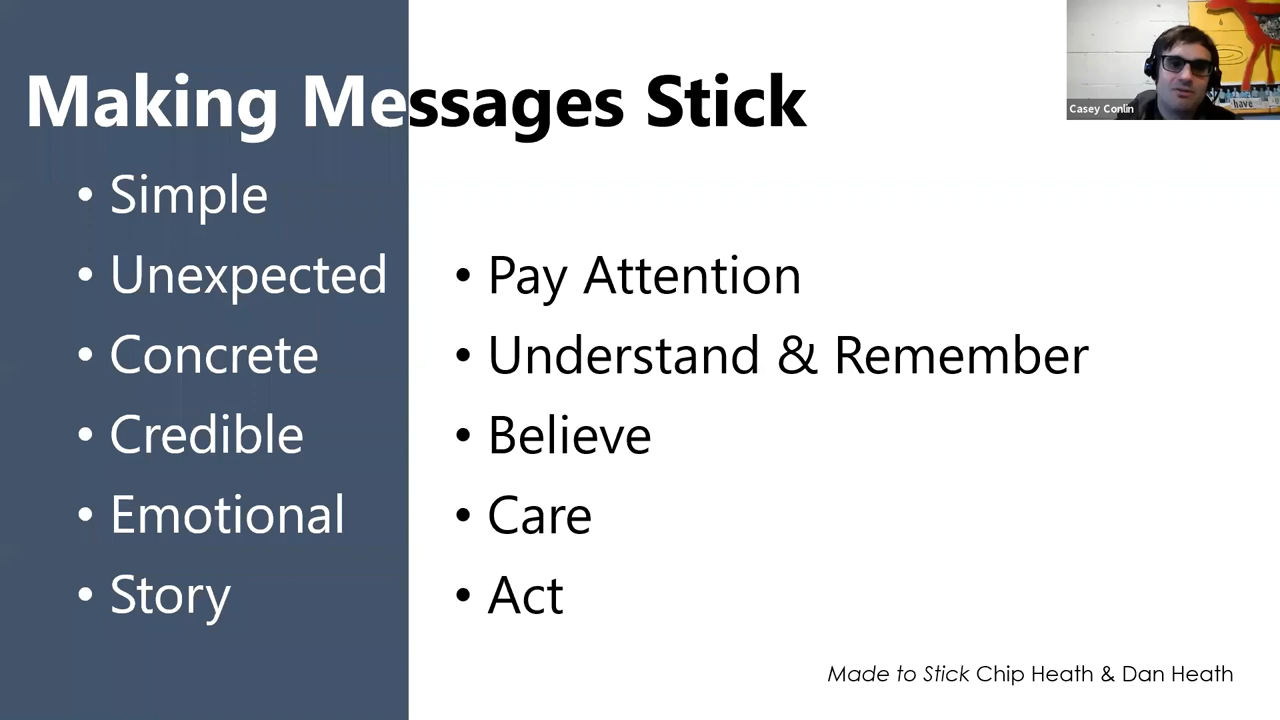 Making Messages Stick
• Simple
• Unexpected
• Pay Attention
• Concrete
• Understand & Remember
• Credible
• Believe
• Emotional
• Care
• Story
• Act
Made to Stick Chip Heath & Dan Heath
Casey Conlin
have